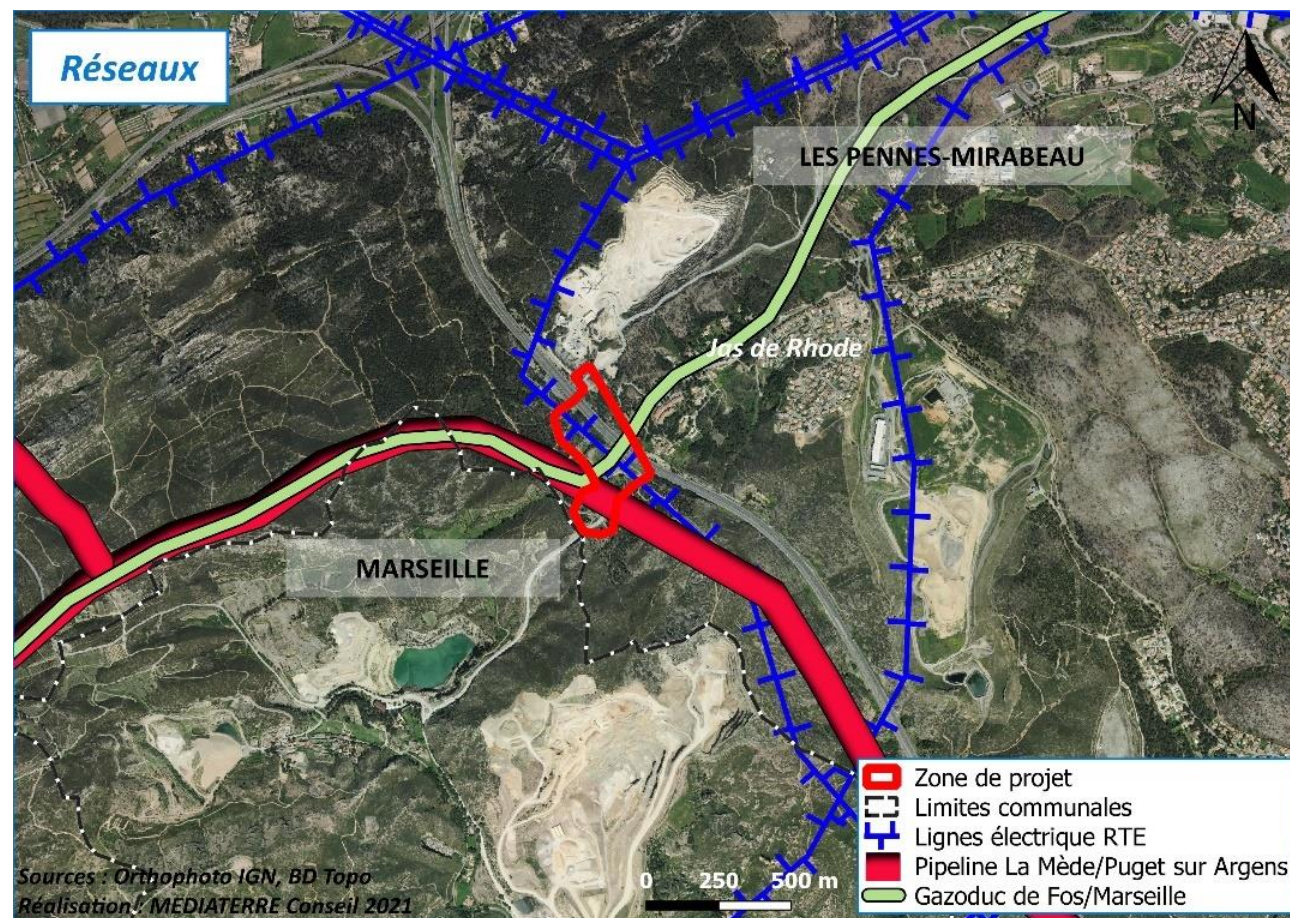 Réseaux
N
LES PENNES-MIRABEAU
Jas de Rhode
MARSEILLE
Zone de projet
Limites communales
Lignes électrique RTE
Pipeline La Mède/Puget sur Argens
Gazoduc de Fos/Marseille
Sources : Orthophoto IGN, BD Topo
Réalisation : MEDIATERRE Conseil 2021
0 250 500 m